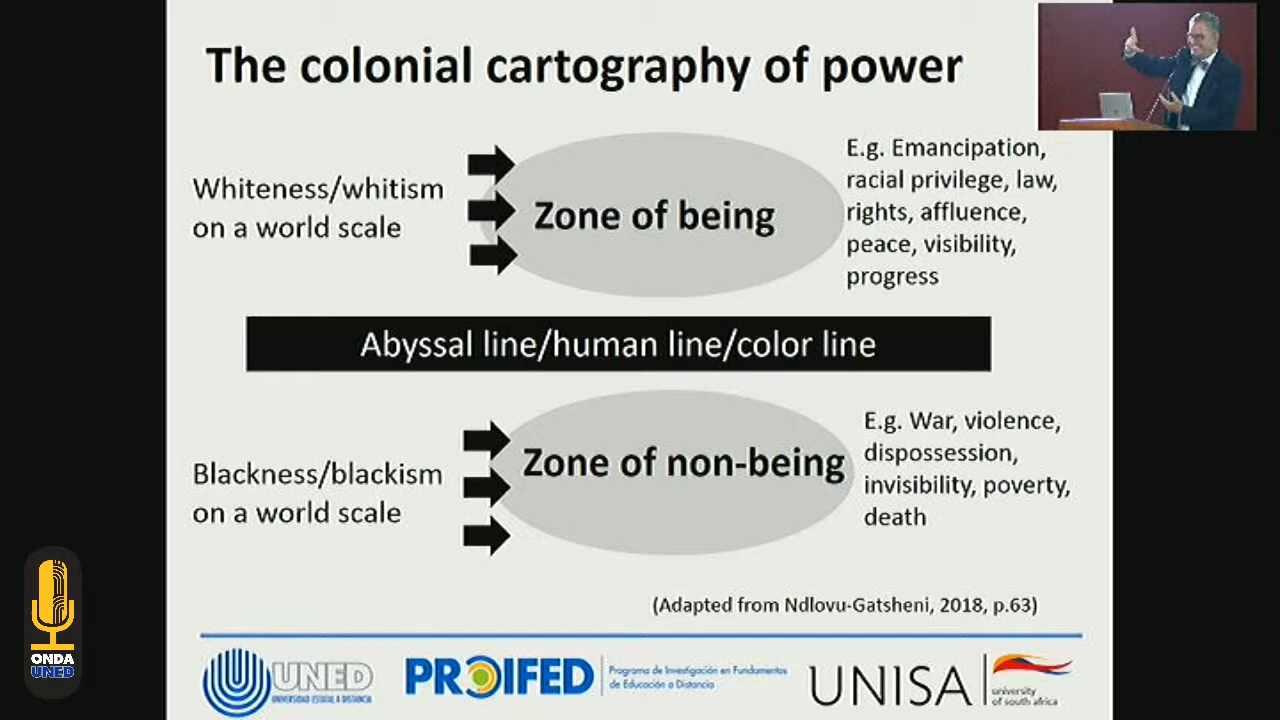 The colonial cartography of power
Whiteness/whitism
on a world scale
Zone of being
E.g. Emancipation,
racial privilege, law,
rights, affluence,
peace, visibility,
progress
Abyssal line/human line/color line
Blackness/blackism
on a world scale
Zone of non-being
E.g. War, violence,
dispossession,
invisibility, poverty,
death
(Adapted from Ndlovu-Gatsheni, 2018, p.63)
ONDA
UNED
UNED
UNIVERSIDAD ESTATAL A DISTANCIA
PROIFED
Programa de Investigación en Fundamentos
de Educación a Distancia
UNISA
university
of south africa